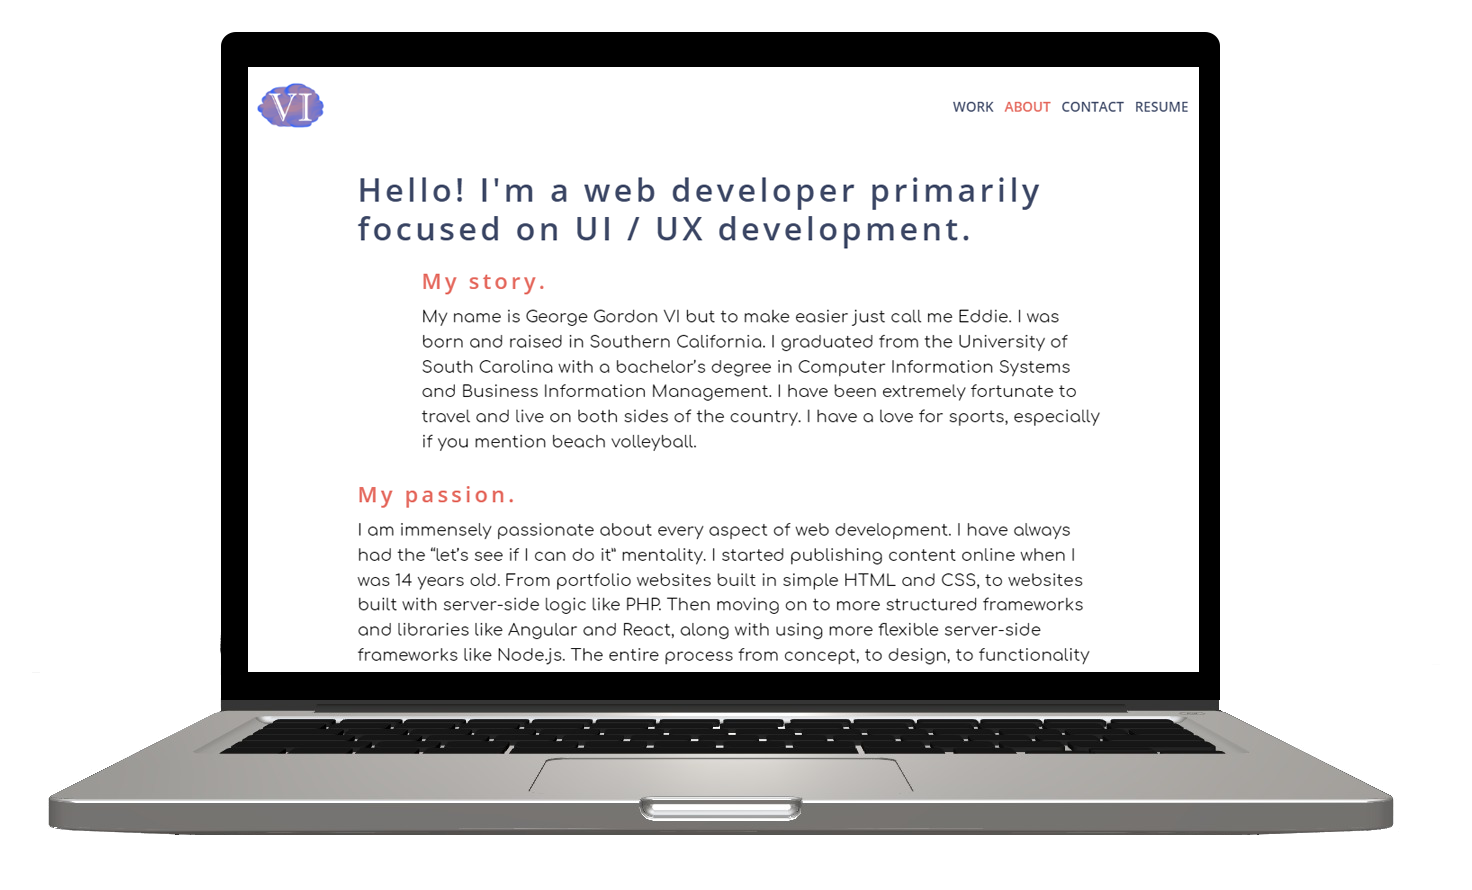 VI
WORK ABOUT CONTACT RESUME
Hello! I'm a web developer primarily
focused on UI / UX development.
My story.
My name is George Gordon VI but to make easier just call me Eddie. I was
born and raised in Southern California. I graduated from the University of
South Carolina with a bachelor’s degree in Computer Information Systems
and Business Information Management. I have been extremely fortunate to
travel and live on both sides of the country. I have a love for sports, especially
if you mention beach volleyball.
My passion.
I am immensely passionate about every aspect of web development. I have always
had the “let’s see if I can do it” mentality. I started publishing content online when I
was 14 years old. From portfolio websites built in simple HTML and CSS, to websites
built with server-side logic like PHP. Then moving on to more structured frameworks
and libraries like Angular and React, along with using more flexible server-side
frameworks like Node.js. The entire process from concept, to design, to functionality